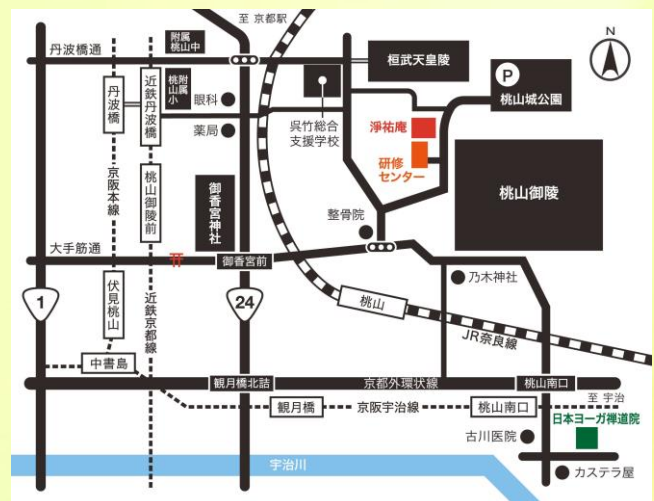 至 京都駅
N
附属
桃山中
丹波橋通
桓武天皇陵
P
桃山城公園
附属
桃山小
眼科
丹波橋
近鉄丹波橋
呉竹総合
支援学校
淨祐庵
薬局
研修
センター
京阪本線
桃山御陵前
御香宮神社
桃山御陵
整骨院
大手筋通
御香宮前
乃木神社
1
伏見桃山
近鉄京都線
24
桃山
JR奈良線
中書島
観月橋北詰
京都外環状線
桃山南口
至 宇治
観月橋
京阪宇治線
桃山南口
日本ヨーガ禅道院
古川医院
宇治川
カステラ屋